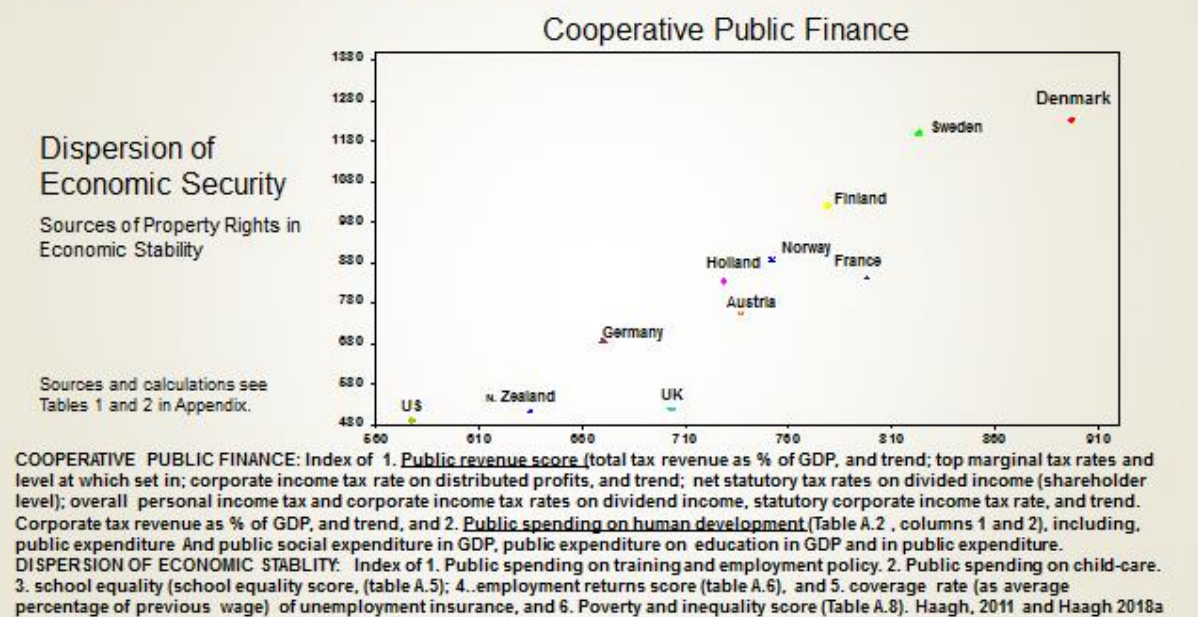 Cooperative Public Finance
1380
1280
1180
1080
980
880
780
680
580
480
Dispersion of
Economic Security
Sources of Property Rights in
Economic Stability
Sources and calculations see
Tables 1 and 2 in Appendix.
Denmark
Sweden
Finland
Norway
Holland
France
Austria
Germany
N. Zealand
UK
US
560 610 660 710 760 810 860 910
COOPERATIVE PUBLIC FINANCE: Index of 1. Public revenue score (total tax revenue as % of GDP, and trend; top marginal tax rates and
level at which set in; corporate income tax rate on distributed profits, and trend; net statutory tax rates on divided income (shareholder
level); overall personal income tax and corporate income tax rates on dividend income, statutory corporate income tax rate, and trend.
Corporate tax revenue as % of GDP, and trend, and 2. Public spending on human development (Table A.2 , columns 1 and 2), including,
public expenditure And public social expenditure in GDP, public expenditure on education in GDP and in public expenditure.
DISPERSION OF ECONOMIC STABLITY: Index of 1. Public spending on training and employment policy. 2. Public spending on child-care.
3. school equality (school equality score, (table A.5); 4..employment returns score (table A.6), and 5. coverage rate (as average
percentage of previous wage) of unemployment insurance, and 6. Poverty and inequality score (Table A.8). Haagh, 2011 and Haagh 2018a